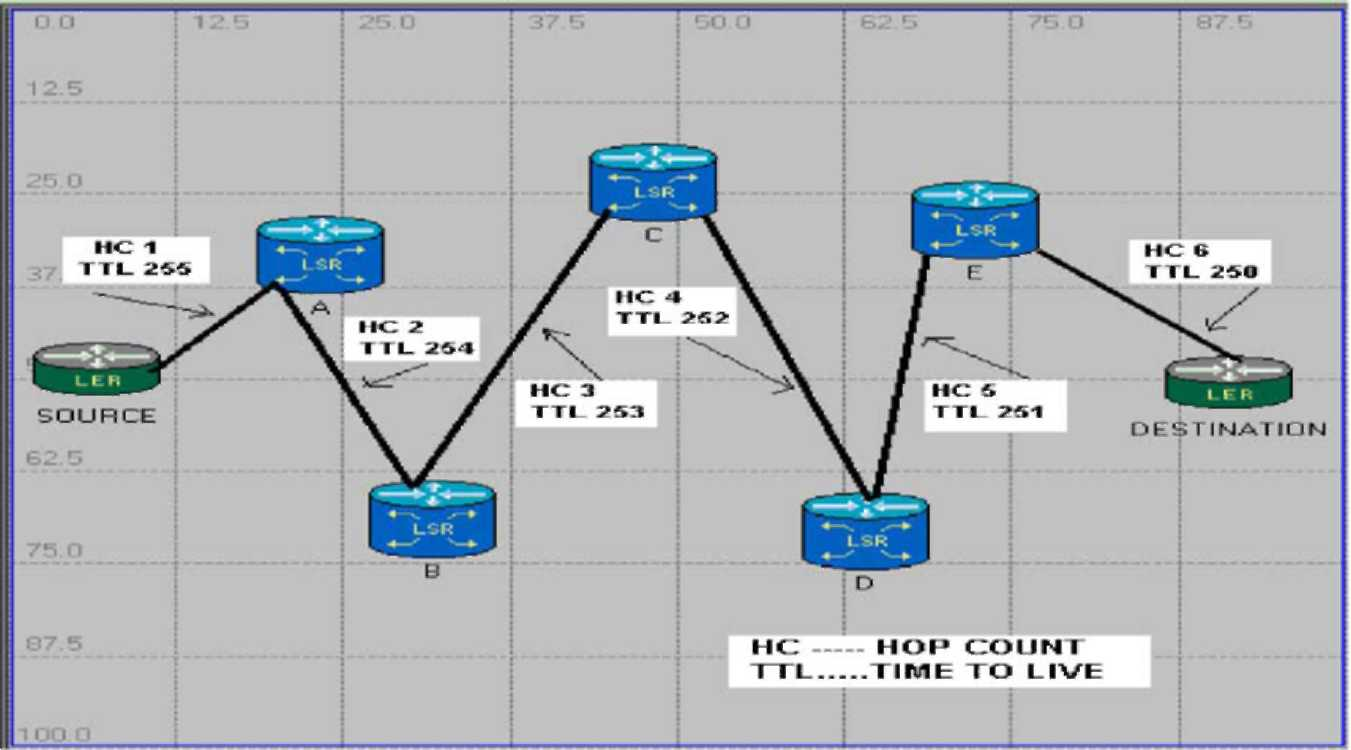 0.0 12.5 25.0 37.5 50.0 62.5 75.0 87.5
12.5
25.0
37.
62.5
75.0
87.5
100.0
HC 1
TTL 255
LSR
A
HC 2
TTL 254
LER
SOURCE
LSR
B
LSR
C
HC 3
TTL 253
HC 4
TTL 252
LSR
D
LSR
E
HC 5
TTL 251
HC 6
TTL 250
LER
DESTINATION
HC ----- HOP COUNT
TTL.....TIME TO LIVE